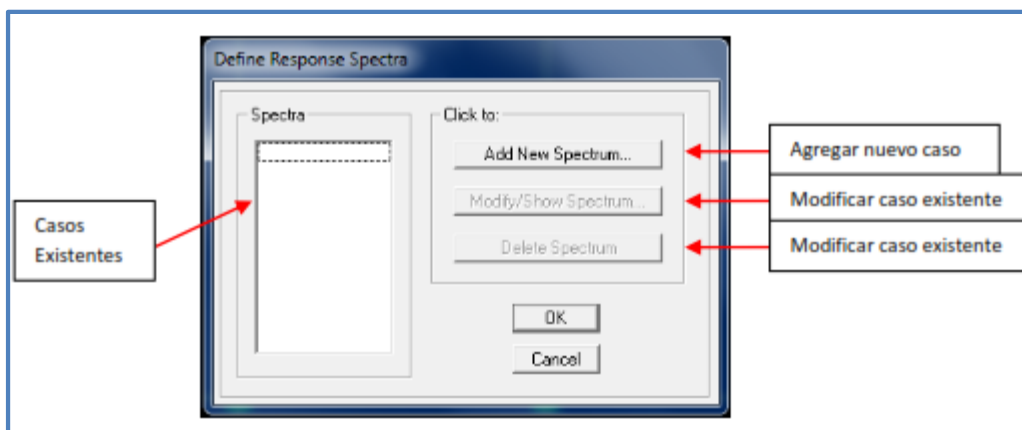 Define Response Spectra
Spectra
Click to:
Add New Spectrum...
Modify/Show Spectrum...
Delete Spectrum
OK
Cancel
Casos
Existentes
Agregar nuevo caso
Modificar caso existente
Modificar caso existente